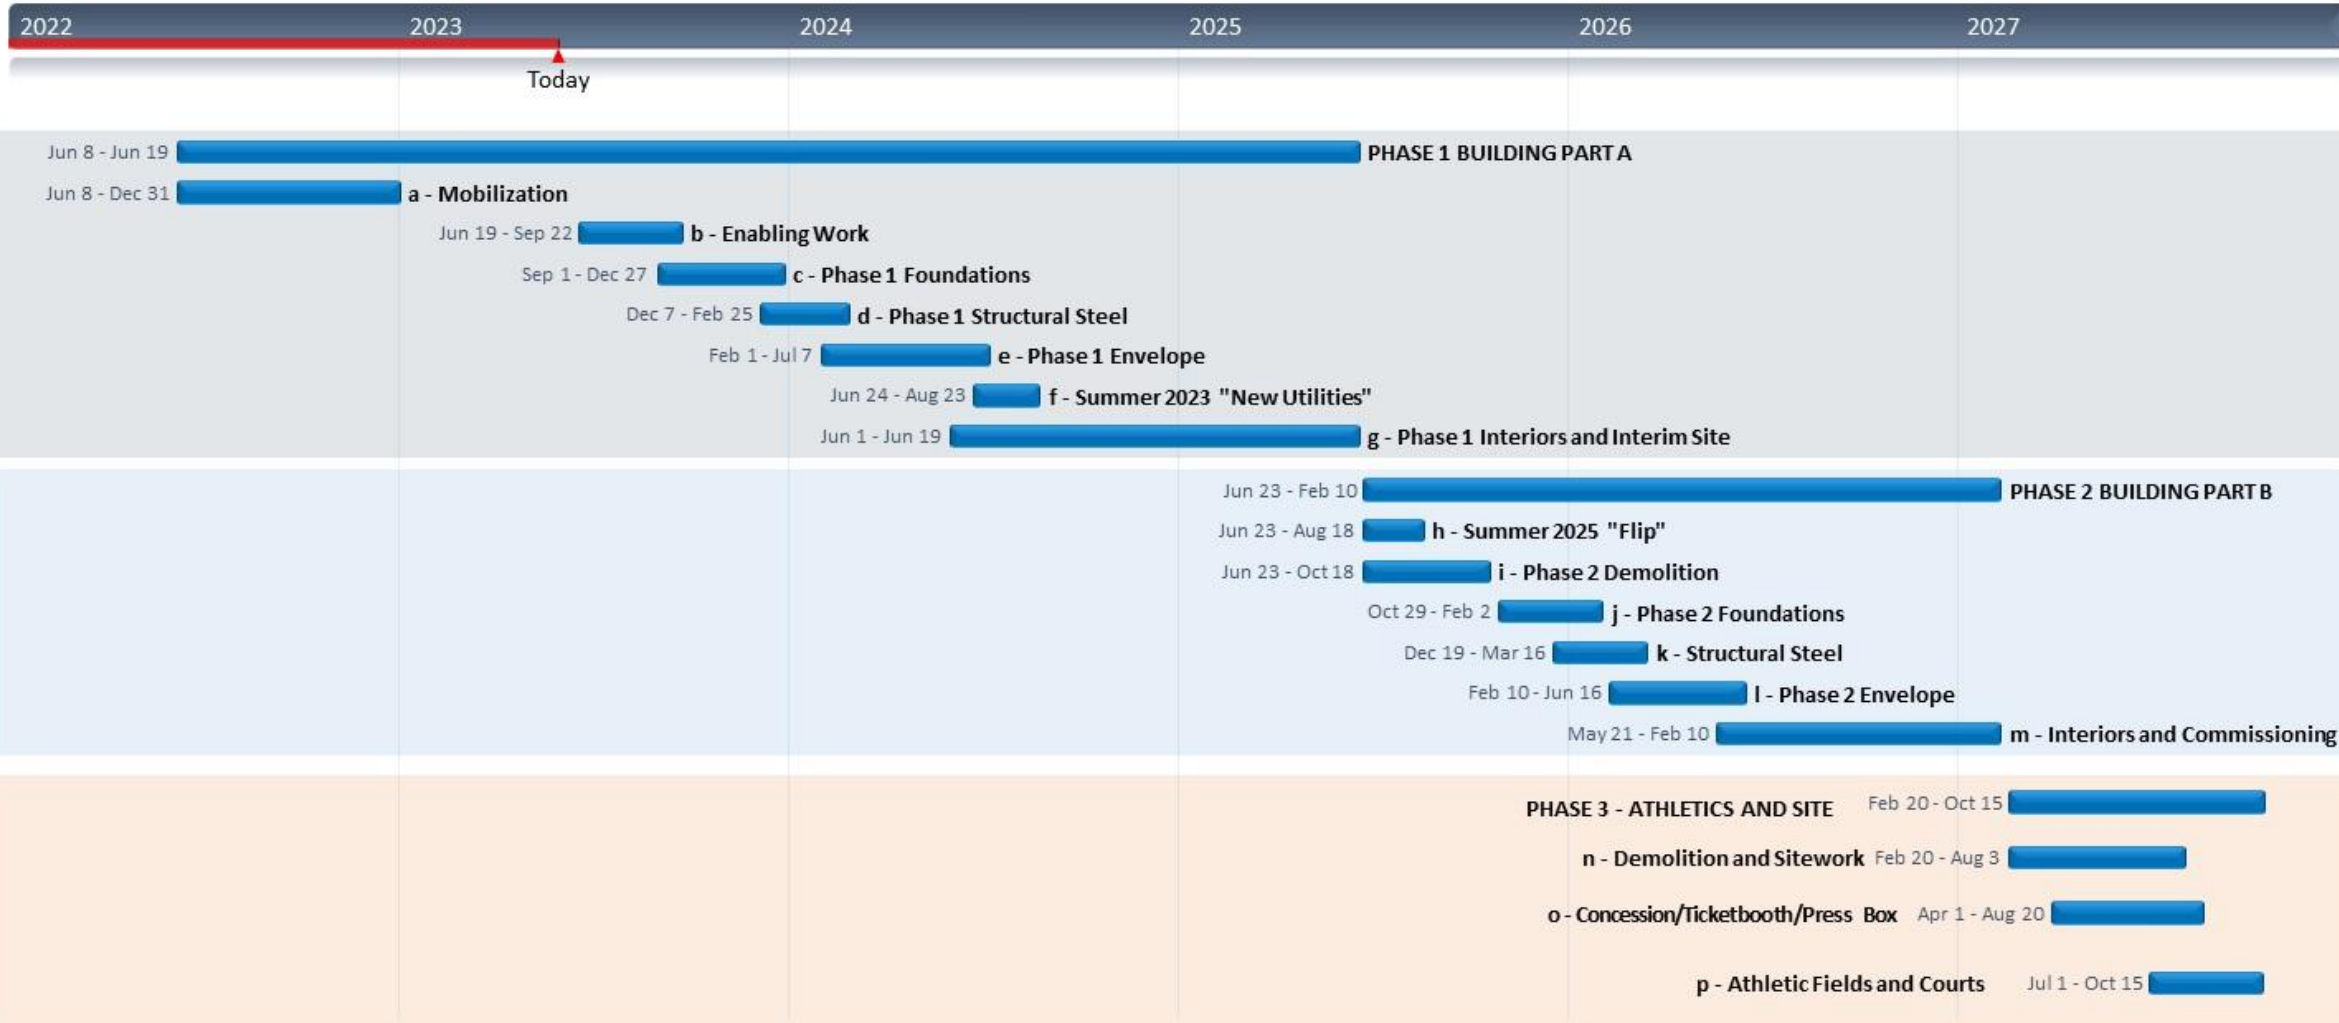 2022 2023 2024 2025 2026 2027
Today
Jun 8 - Jun 19 PHASE 1 BUILDING PART A
Jun 8 - Dec 31 a - Mobilization
Jun 19 - Sep 22 b - Enabling Work
Sep 1 - Dec 27 c - Phase 1 Foundations
Dec 7 - Feb 25 d - Phase 1 Structural Steel
Feb 1 - Jul 7 e - Phase 1 Envelope
Jun 24 - Aug 23 f - Summer 2023 "New Utilities"
Jun 1 - Jun 19 g - Phase 1 Interiors and Interim Site
Jun 23 - Feb 10 PHASE 2 BUILDING PART B
Jun 23 - Aug 18 h - Summer 2025 "Flip"
Jun 23 - Oct 18 i - Phase 2 Demolition
Oct 29 - Feb 2 j - Phase 2 Foundations
Dec 19 - Mar 16 k - Structural Steel
Feb 10 - Jun 16 l - Phase 2 Envelope
May 21 - Feb 10 m - Interiors and Commissioning
PHASE 3 - ATHLETICS AND SITE Feb 20 - Oct 15
n - Demolition and Sitework Feb 20 - Aug 3
o - Concession/Ticketbooth/Press Box Apr 1 - Aug 20
p - Athletic Fields and Courts Jul 1 - Oct 15